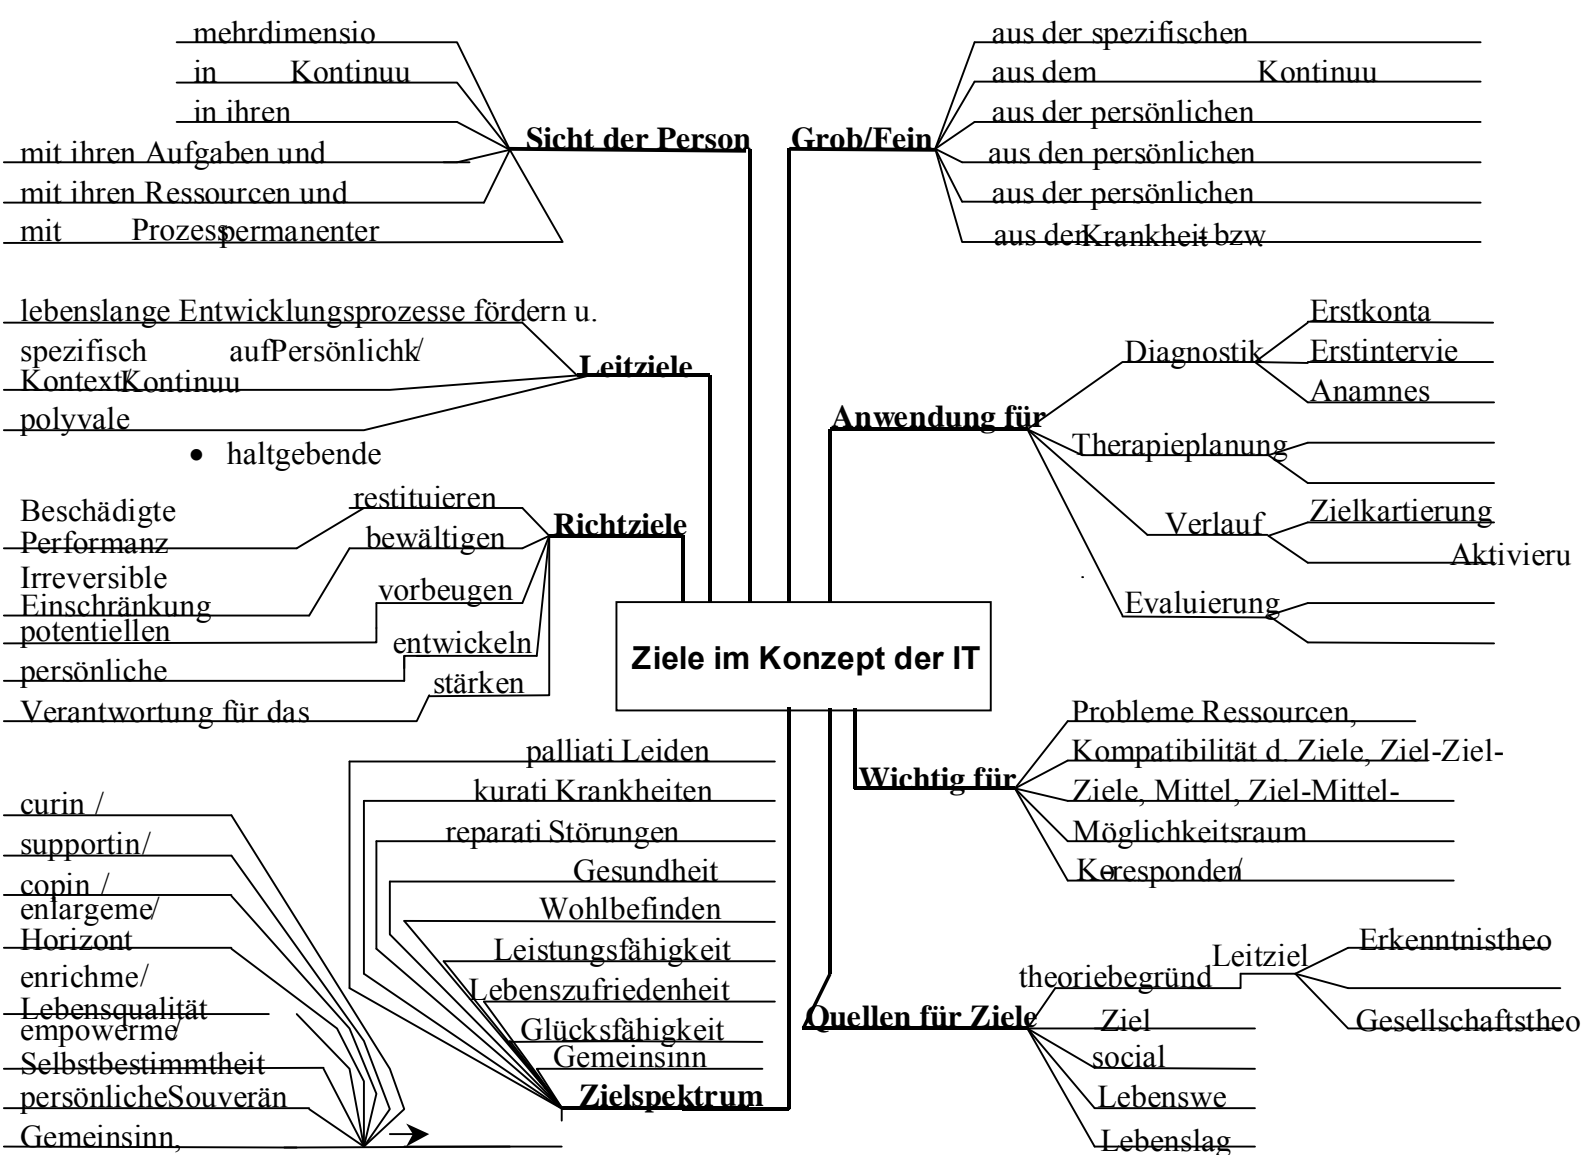 mehrdimensio
in Kontinuu
in ihren
mit ihren Aufgaben und
mit ihren Ressourcen und
mit Prozess permanenter
Sicht der Person
lebenslange Entwicklungsprozesse fördern u.
spezifisch auf Persönlichk/
Kontext/Kontinuu
polyvale
• haltgebende
Leitziele
Beschädigte
Performanz
restituieren
Irreversible
Einschränkung
bewältigen
potentiellen
vorbeugen
persönliche
entwickeln
Verantwortung für das
stärken
Richtziele
Ziele im Konzept der IT
palliati Leiden
kurati Krankheiten
reparati Störungen
Gesundheit
Wohlbefinden
Leistungsfähigkeit
Lebenszufriedenheit
Glücksfähigkeit
Gemeinsinn
Zielspektrum
curin /
supportin/
copin /
enlargeme/
Horizont
enrichme/
Lebensqualität
empowerme/
Selbstbestimmtheit
persönlicheSouverän
Gemeinsinn,
Grob/Fein
aus der spezifischen
aus dem Kontinuu
aus der persönlichen
aus den persönlichen
aus der persönlichen
aus der Krankheit- bzw
Anwendung für
Diagnostik
Erstkonta
Erstintervie
Anamnes
Therapieplanung
Verlauf
Zielkartierung
Aktivieru
Evaluierung
Wichtig für
Probleme Ressourcen,
Kompatibilität d. Ziele, Ziel-Ziel-
Ziele, Mittel, Ziel-Mittel-
Möglichkeitsraum
Ko-responden/
Quellen für Ziele
theoriebegründ
Leitziel
Erkenntnistheo
Gesellschaftstheo
Ziel
social
Lebenswe
Lebenslag